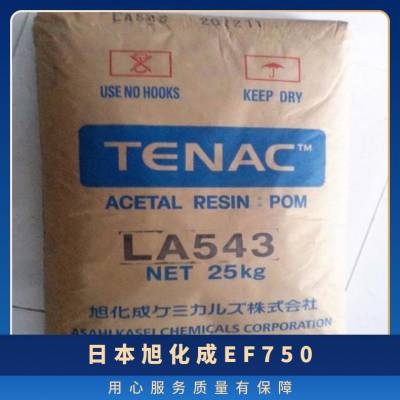 LA543 201211
USE NO HOOKS
KEEP DRY
TENAC™
ACETAL RESIN : POM
LA543
NET 25kg
旭化成ケミカルズ株式会社
ASAHI KASEI CHEMICALS CORPORATION
日本旭化成EF750
用心服务质量有保障